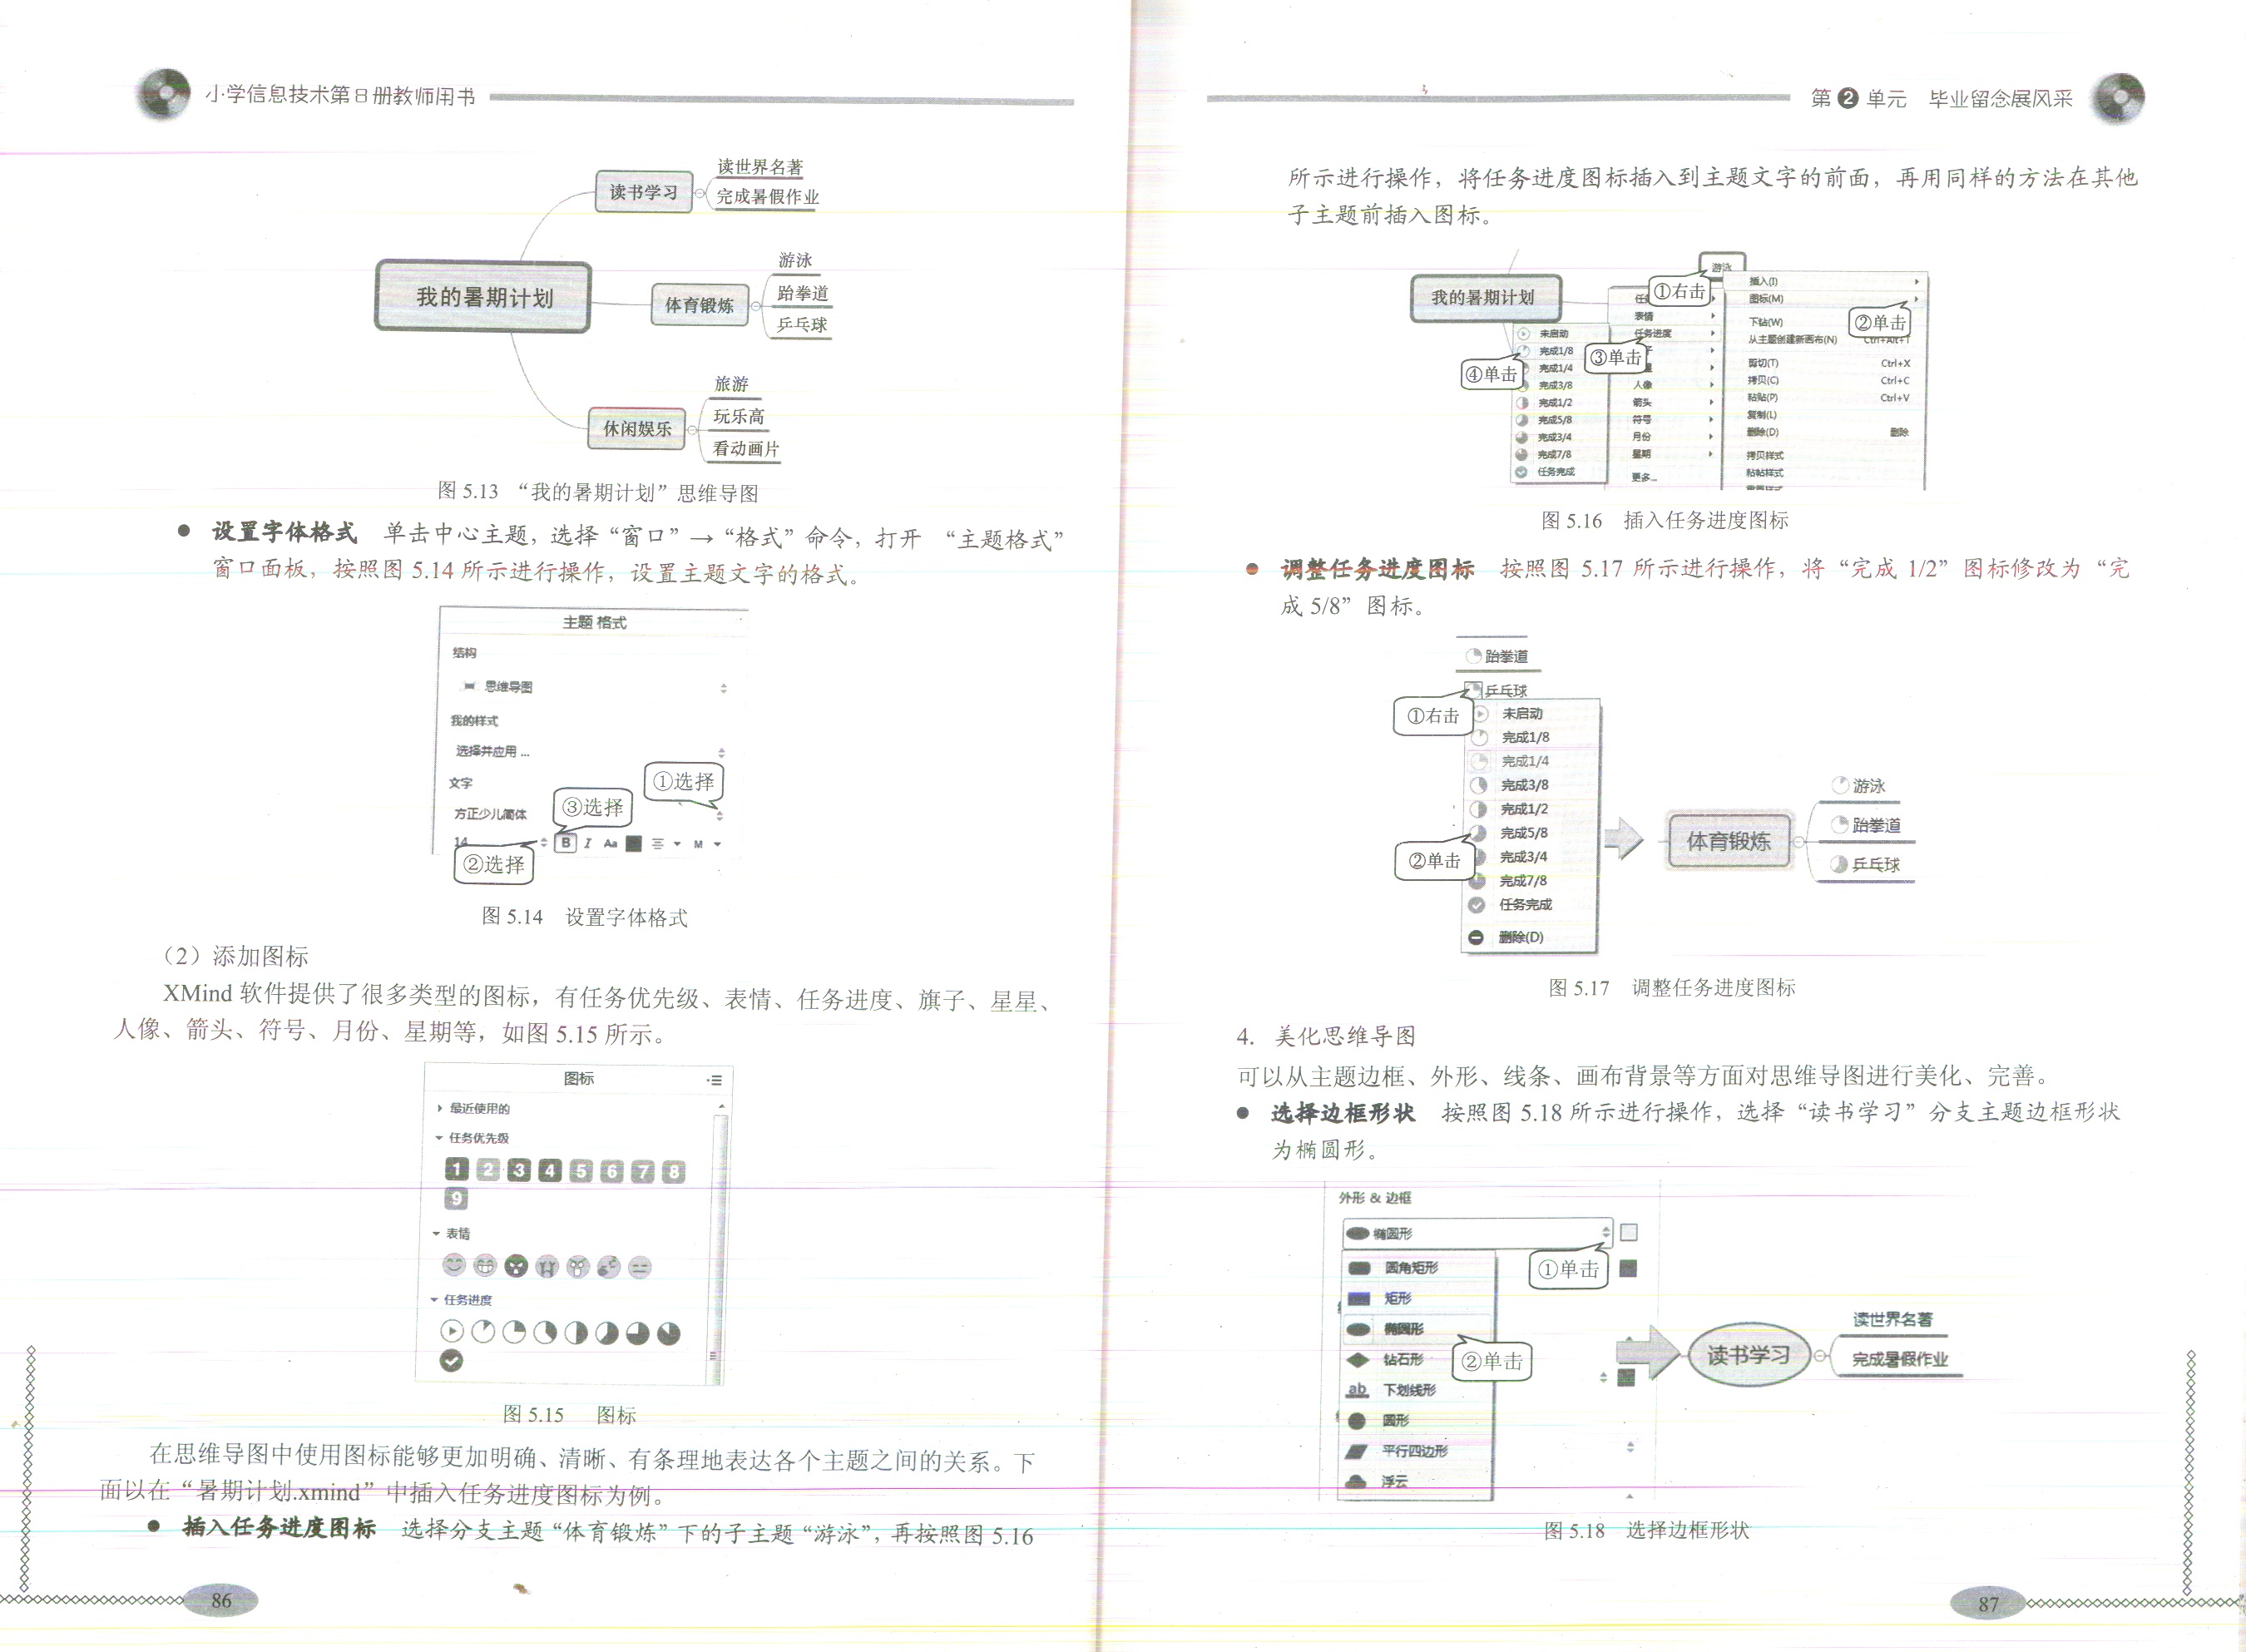 小学信息技术第8册教师用书
读书学习
读世界名著
完成暑假作业
我的暑期计划
体育锻炼
游泳
跆拳道
乒乓球
休闲娱乐
旅游
玩乐高
看动画片
图 5.13 “我的暑期计划”思维导图
● 设置字体格式 单击中心主题，选择“窗口”→“格式”命令，打开 “主题格式”
窗口面板，按照图 5.14 所示进行操作，设置主题文字的格式。
主题 格式
结构
思维导图
我的样式
选择并应用 ...
文字
①选择
方正少儿简体
③选择
14
B I Aa M
②选择
图 5.14 设置字体格式
（2）添加图标
XMind 软件提供了很多类型的图标，有任务优先级、表情、任务进度、旗子、星星、
人像、箭头、符号、月份、星期等，如图 5.15 所示。
图标
最近使用的
任务优先级
1 2 3 4 5 6 7 8
9
表情
任务进度
图 5.15 图标
在思维导图中使用图标能够更加明确、清晰、有条理地表达各个主题之间的关系。下
面以在“暑期计划.xmind”中插入任务进度图标为例。
● 插入任务进度图标 选择分支主题“体育锻炼”下的子主题“游泳”，再按照图 5.16
86
第2单元 毕业留念展风采
所示进行操作，将任务进度图标插入到主题文字的前面，再用同样的方法在其他
子主题前插入图标。
我的暑期计划
游泳
①右击
插入(I)
图标(M)
②单击
下钻(W)
从主题创建新画布(N) Ctrl+Alt+T
剪切(T) Ctrl+X
拷贝(C) Ctrl+C
粘贴(P) Ctrl+V
复制(L)
删除(D) 删除
拷贝样式
粘帖样式
表情
任务进度
③单击
人像
箭头
符号
月份
星期
更多...
未启动
完成1/8
④单击
完成1/4
完成3/8
完成1/2
完成5/8
完成3/4
完成7/8
任务完成
图 5.16 插入任务进度图标
● 调整任务进度图标 按照图 5.17 所示进行操作，将“完成 1/2”图标修改为“完
成 5/8”图标。
跆拳道
乒乓球
①右击
未启动
完成1/8
完成1/4
完成3/8
完成1/2
完成5/8
②单击
完成3/4
完成7/8
任务完成
删除(D)
体育锻炼
游泳
跆拳道
乒乓球
图 5.17 调整任务进度图标
4. 美化思维导图
可以从主题边框、外形、线条、画布背景等方面对思维导图进行美化、完善。
● 选择边框形状 按照图 5.18 所示进行操作，选择“读书学习”分支主题边框形状
为椭圆形。
外形 & 边框
椭圆形
①单击
圆角矩形
矩形
椭圆形
②单击
钻石形
ab 下划线形
圆形
平行四边形
浮云
读书学习
读世界名著
完成暑假作业
图 5.18 选择边框形状
87